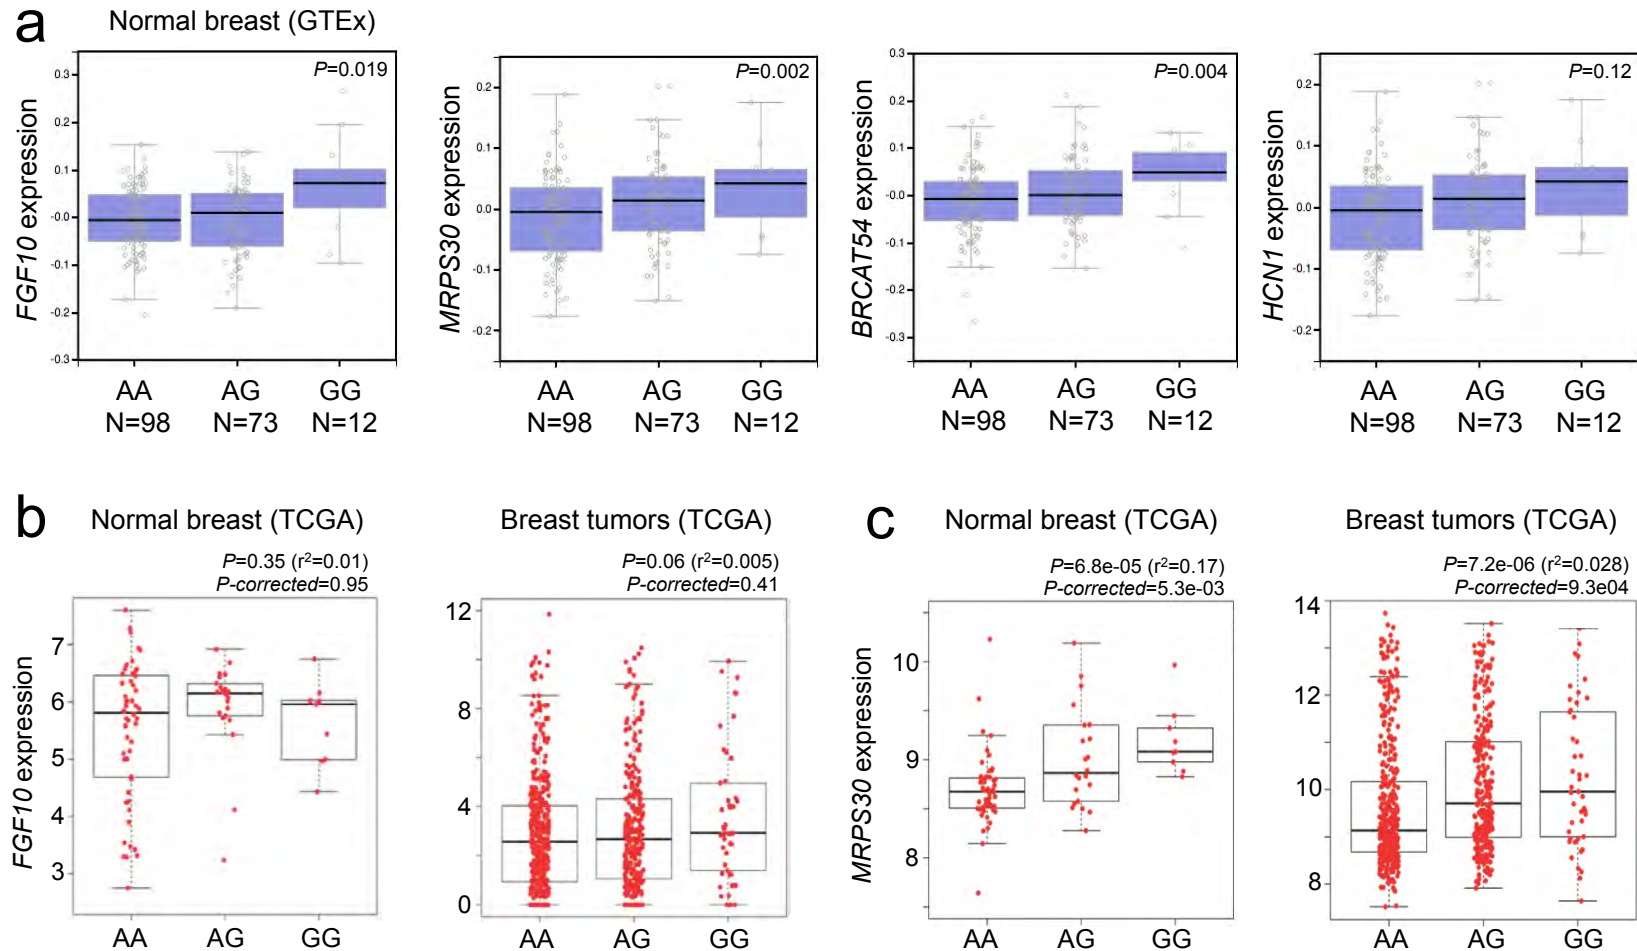 a
Normal breast (GTEx)
FGF10 expression
0.3
0.2
0.1
-0.0
-0.1
-0.2
-0.3
P=0.019
AA AG GG
N=98 N=73 N=12
MRPS30 expression
0.2
0.1
0.0
-0.1
-0.2
P=0.002
AA AG GG
N=98 N=73 N=12
BRCAT54 expression
0.3
0.2
0.1
-0.0
-0.1
-0.2
-0.3
P=0.004
AA AG GG
N=98 N=73 N=12
HCN1 expression
0.2
0.1
0.0
-0.1
-0.2
P=0.12
AA AG GG
N=98 N=73 N=12
b
Normal breast (TCGA)
P=0.35 (r²=0.01)
P-corrected=0.95
FGF10 expression
7
6
5
4
3
AA AG GG
Breast tumors (TCGA)
P=0.06 (r²=0.005)
P-corrected=0.41
12
8
4
0
AA AG GG
c
Normal breast (TCGA)
P=6.8e-05 (r²=0.17)
P-corrected=5.3e-03
MRPS30 expression
10
9
8
AA AG GG
Breast tumors (TCGA)
P=7.2e-06 (r²=0.028)
P-corrected=9.3e04
14
12
10
8
AA AG GG